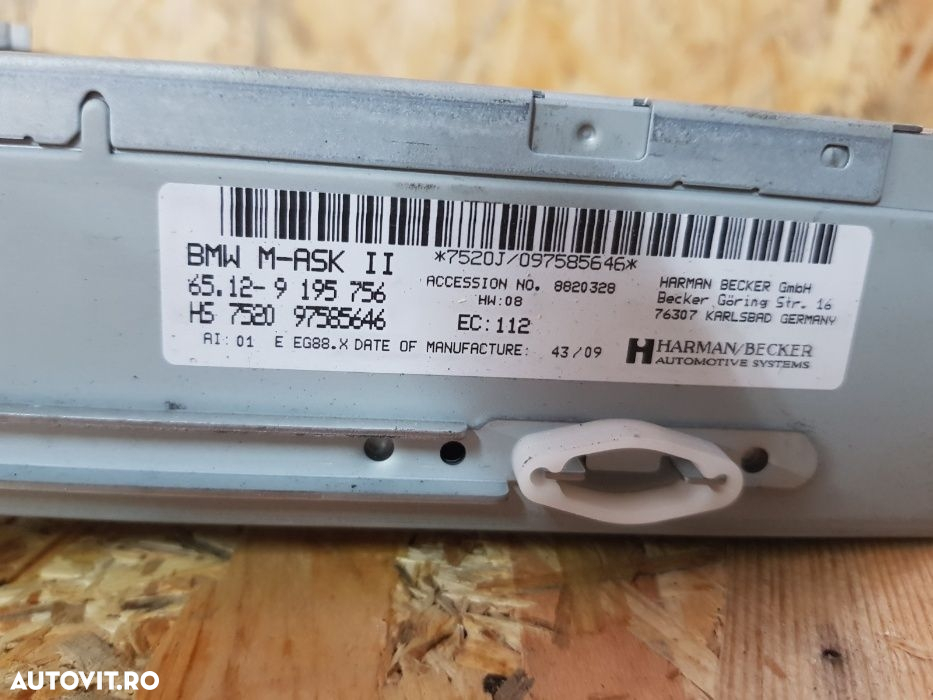 BMW M-ASK II
*7520J/097585646*
65.12-9 195 756
ACCESSION NO. 8820328
HARMAN BECKER GmbH
HW:08
Becker Göring Str. 16
HS 7520 97585646
EC:112
76307 KARLSBAD GERMANY
AI: 01 E EG88.X DATE OF MANUFACTURE: 43/09
HARMAN/BECKER
AUTOMOTIVE SYSTEMS
AUTOVIT.RO